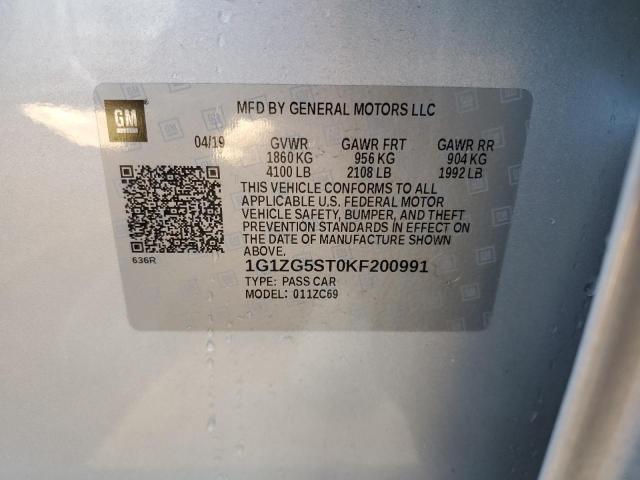 GM
MFD BY GENERAL MOTORS LLC
04/19 GVWR GAWR FRT GAWR RR
1860 KG 956 KG 904 KG
4100 LB 2108 LB 1992 LB
THIS VEHICLE CONFORMS TO ALL
APPLICABLE U.S. FEDERAL MOTOR
VEHICLE SAFETY, BUMPER, AND THEFT
PREVENTION STANDARDS IN EFFECT ON
THE DATE OF MANUFACTURE SHOWN
ABOVE.
636R
1G1ZG5ST0KF200991
TYPE: PASS CAR
MODEL: 011ZC69